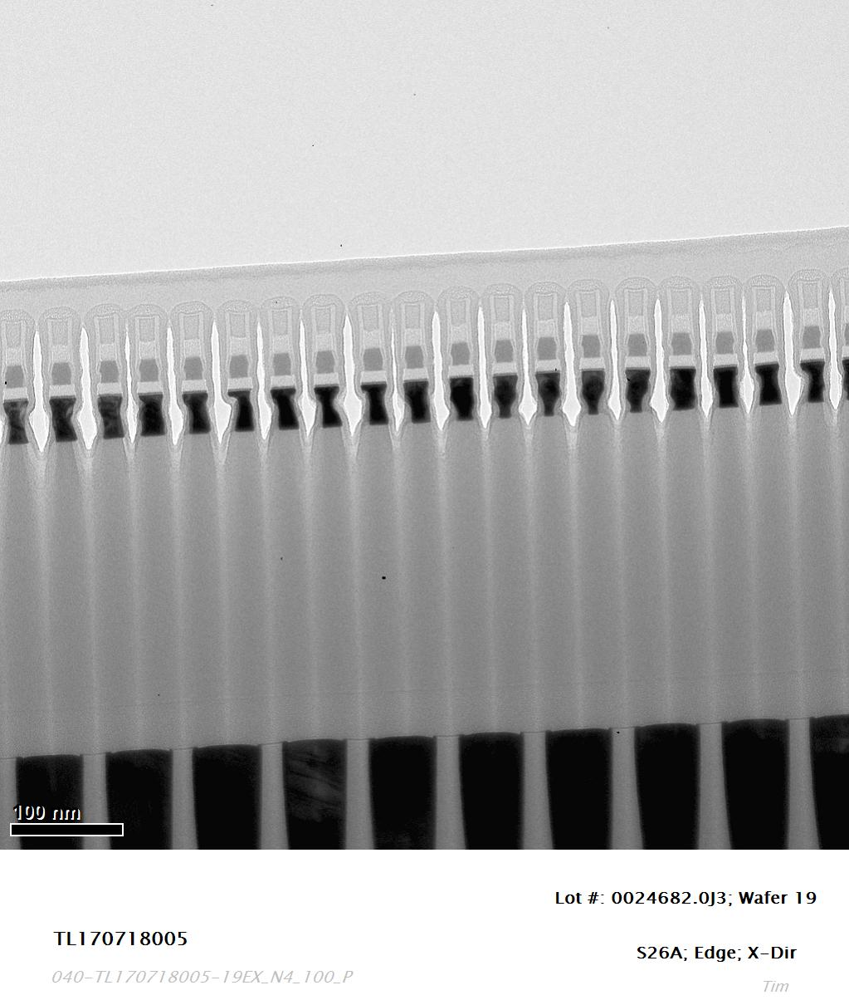 100 nm
Lot #: 0024682.0J3; Wafer 19
TL170718005
S26A; Edge; X-Dir
040-TL170718005-19EX_N4_100_P
Tim